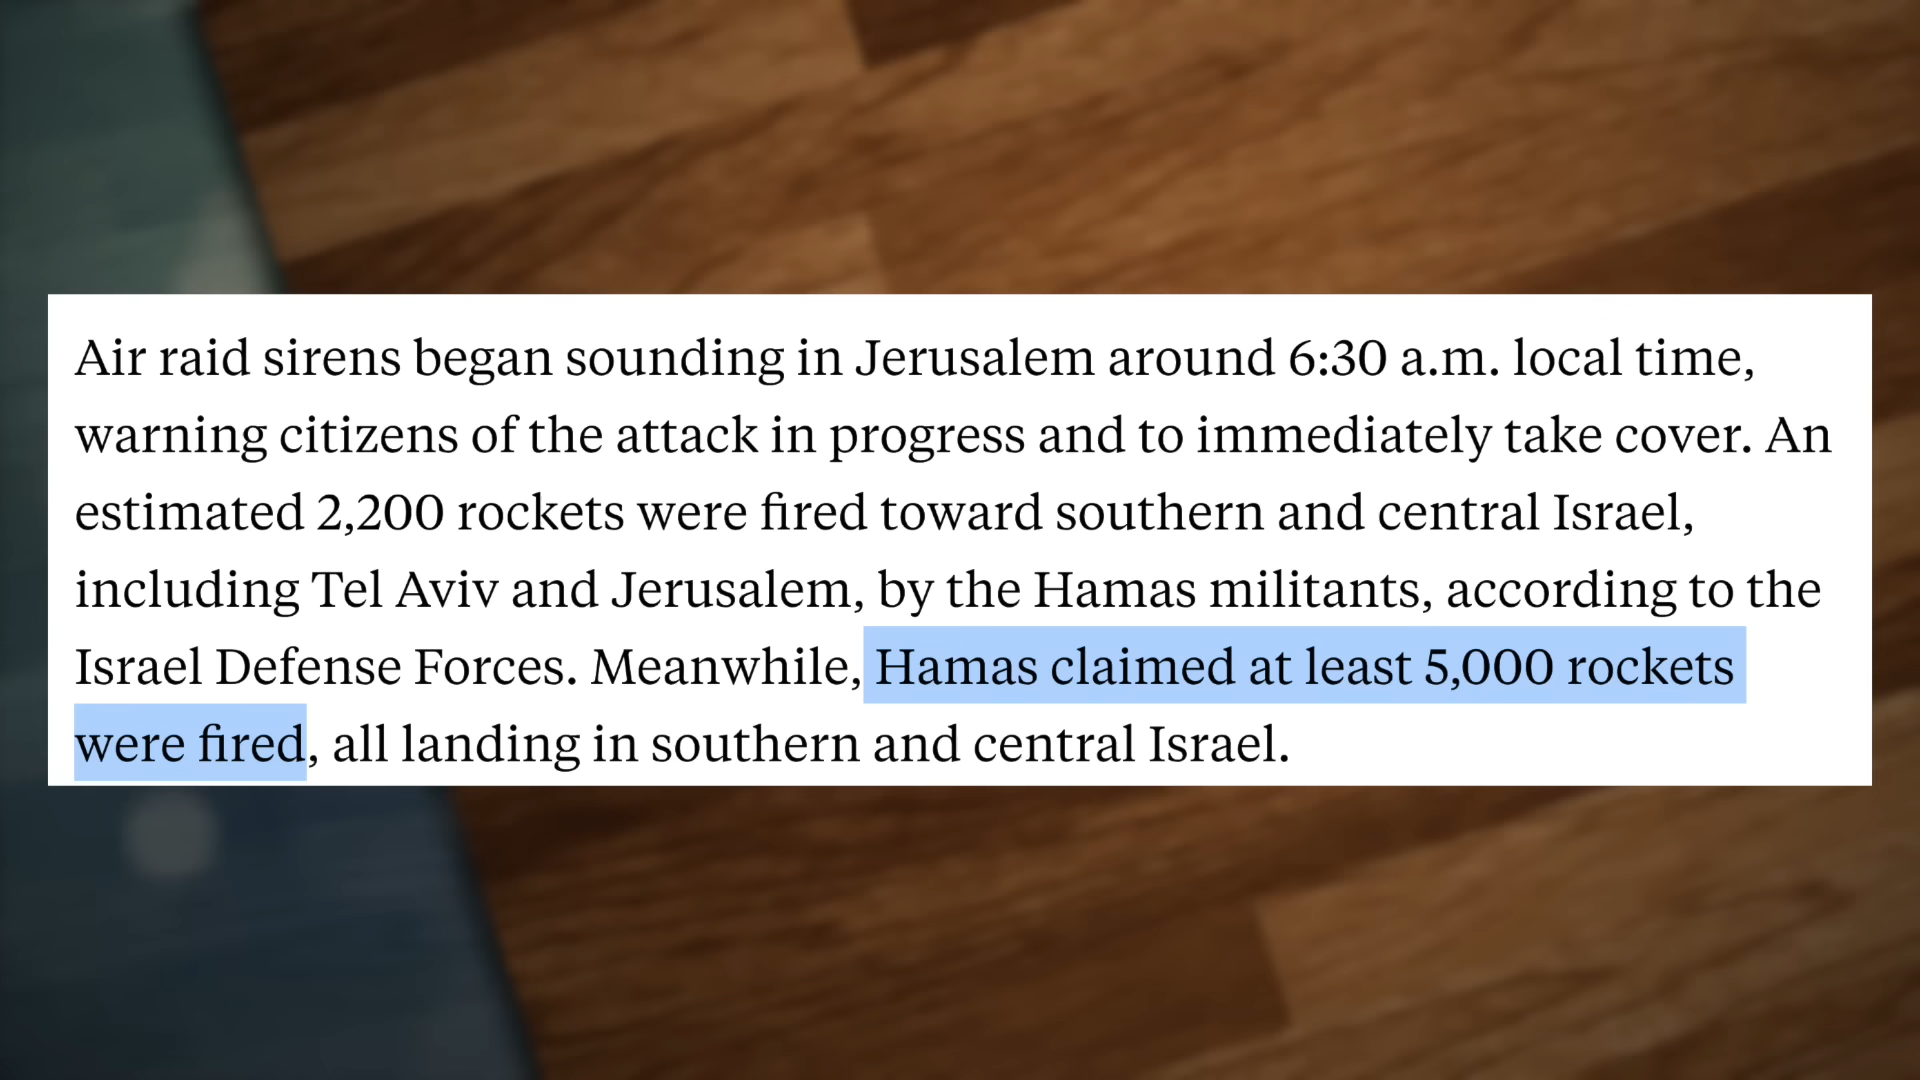 Air raid sirens began sounding in Jerusalem around 6:30 a.m. local time,
warning citizens of the attack in progress and to immediately take cover. An
estimated 2,200 rockets were fired toward southern and central Israel,
including Tel Aviv and Jerusalem, by the Hamas militants, according to the
Israel Defense Forces. Meanwhile, Hamas claimed at least 5,000 rockets
were fired, all landing in southern and central Israel.